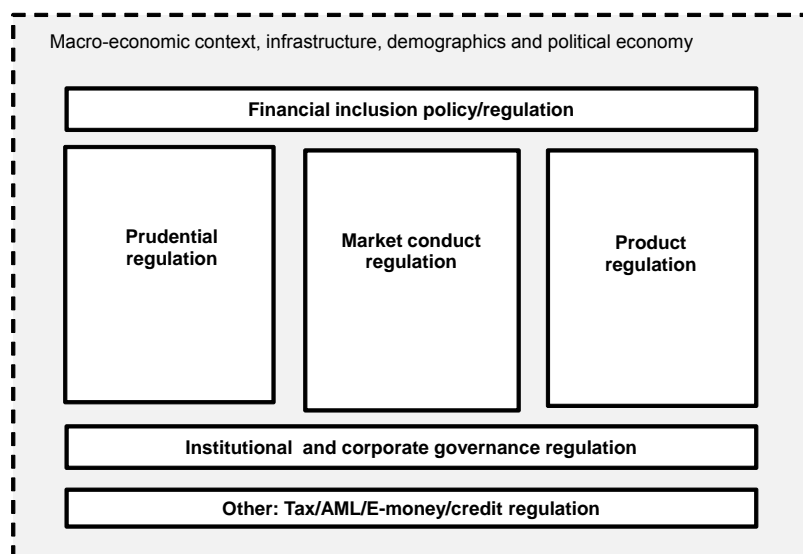 Macro-economic context, infrastructure, demographics and political economy
Financial inclusion policy/regulation
Prudential
regulation
Market conduct
regulation
Product
regulation
Institutional and corporate governance regulation
Other: Tax/AML/E-money/credit regulation